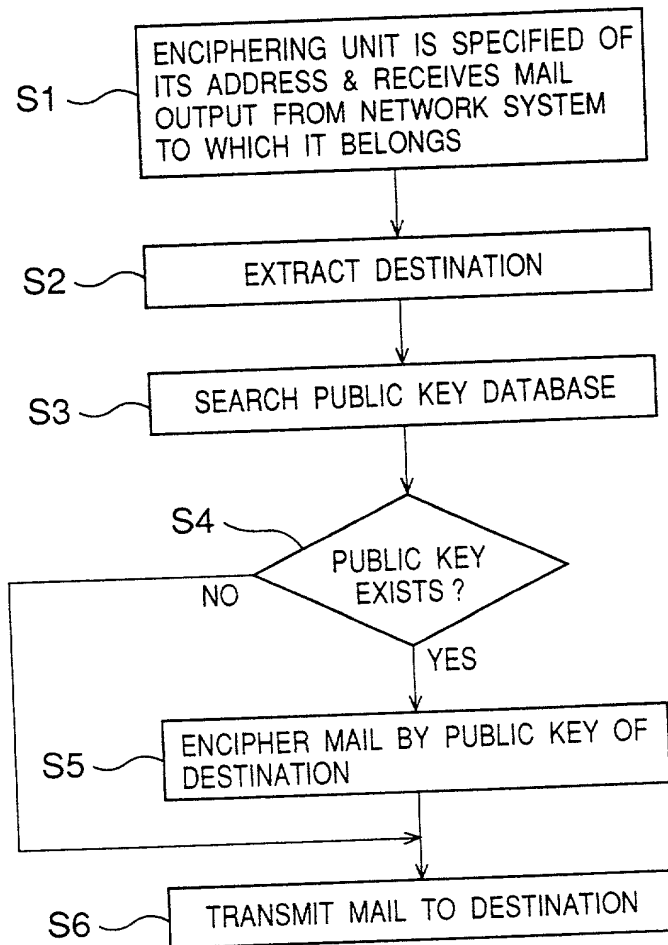 S1
ENCIPHERING UNIT IS SPECIFIED OF
ITS ADDRESS & RECEIVES MAIL
OUTPUT FROM NETWORK SYSTEM
TO WHICH IT BELONGS
S2
EXTRACT DESTINATION
S3
SEARCH PUBLIC KEY DATABASE
S4
PUBLIC KEY
EXISTS ?
NO
YES
S5
ENCIPHER MAIL BY PUBLIC KEY OF
DESTINATION
S6
TRANSMIT MAIL TO DESTINATION